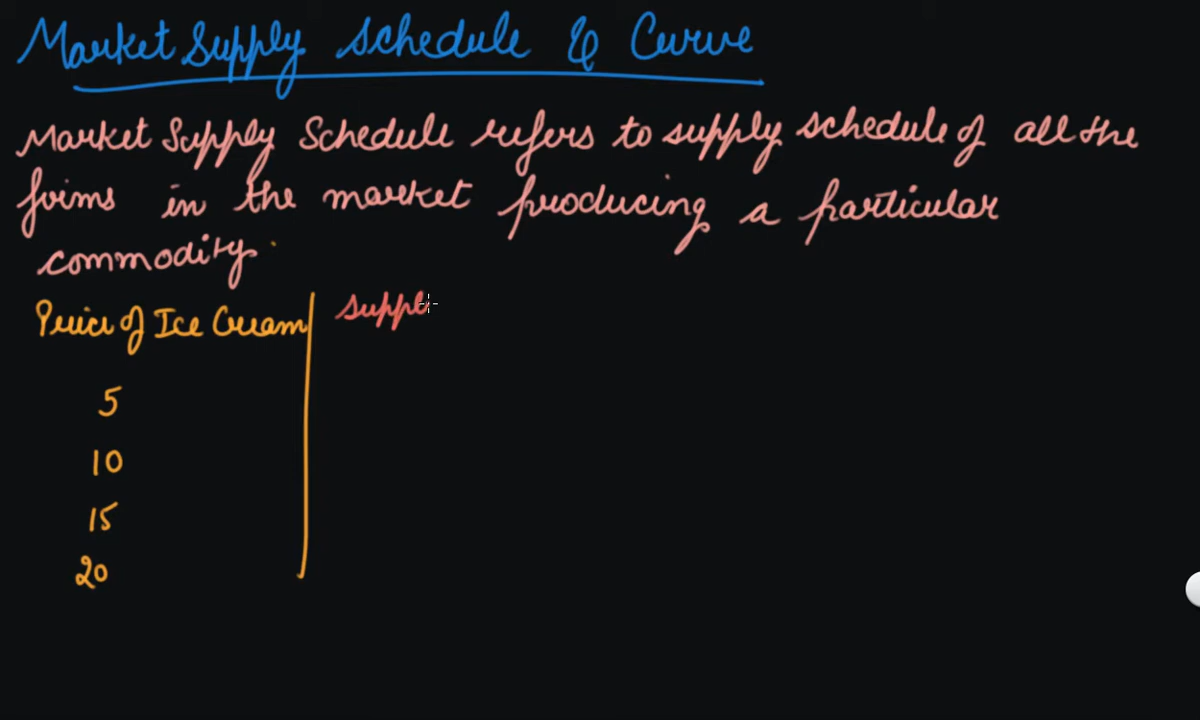 Market Supply Schedule & Curve
Market Supply Schedule refers to supply schedule of all the
firms in the market producing a particular
commodity.
Price of Ice Cream
suppl
5
10
15
20